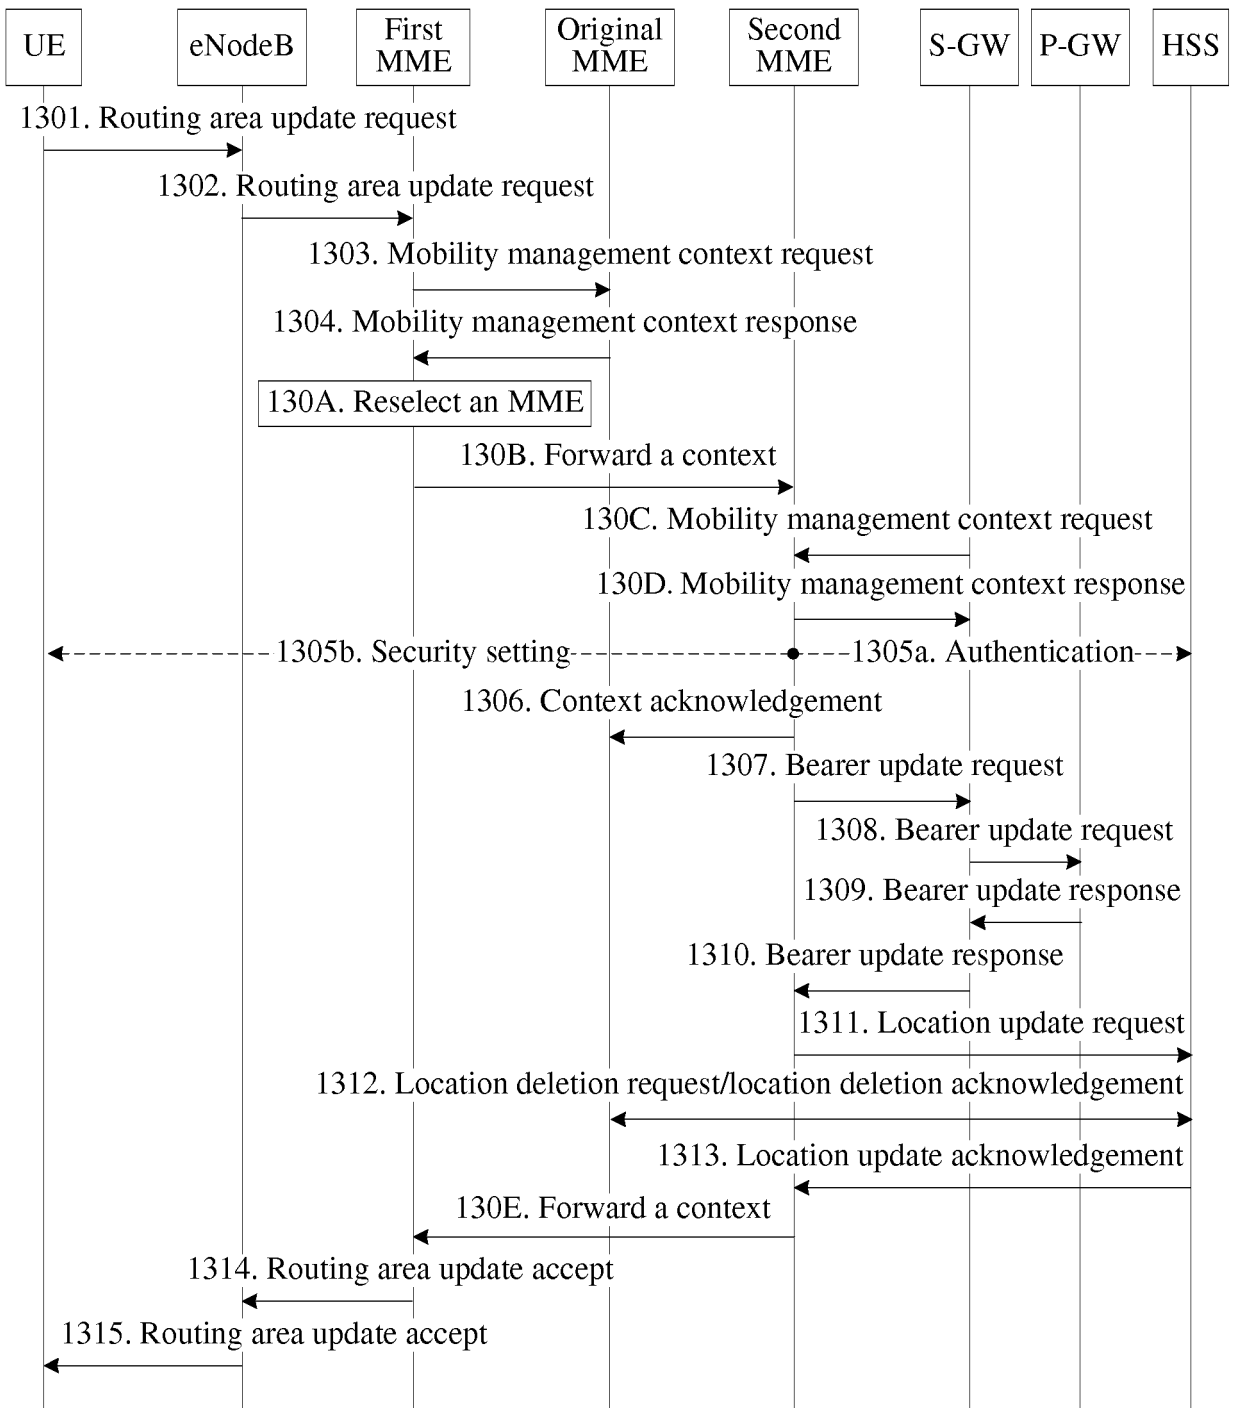 UE
eNodeB
First
MME
Original
MME
Second
MME
S-GW
P-GW
HSS
1301. Routing area update request
1302. Routing area update request
1303. Mobility management context request
1304. Mobility management context response
130A. Reselect an MME
130B. Forward a context
130C. Mobility management context request
130D. Mobility management context response
1305b. Security setting
1305a. Authentication
1306. Context acknowledgement
1307. Bearer update request
1308. Bearer update request
1309. Bearer update response
1310. Bearer update response
1311. Location update request
1312. Location deletion request/location deletion acknowledgement
1313. Location update acknowledgement
130E. Forward a context
1314. Routing area update accept
1315. Routing area update accept